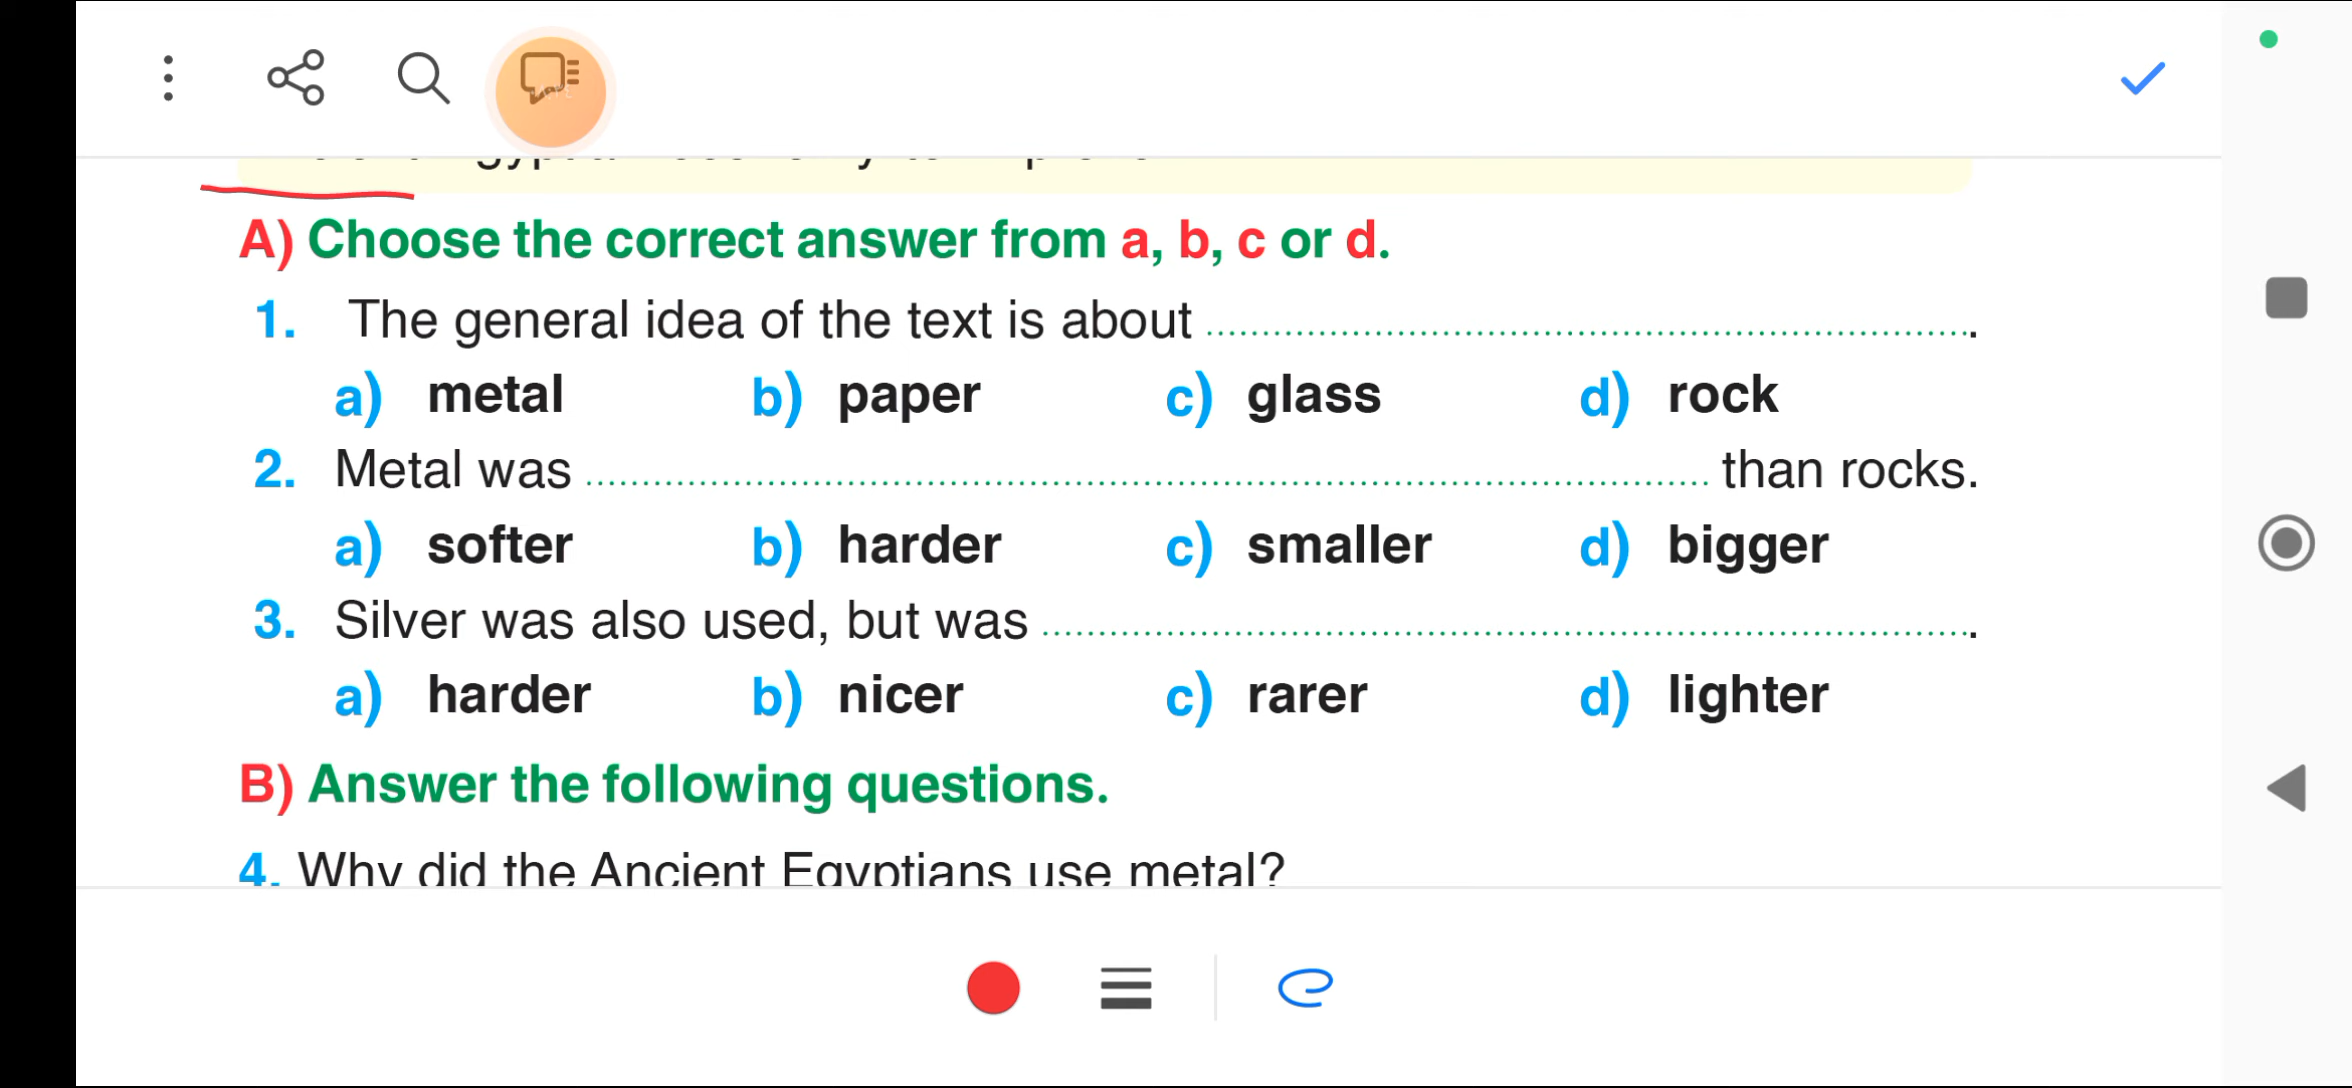 A) Choose the correct answer from a, b, c or d.
1. The general idea of the text is about ........................................
a) metal b) paper c) glass d) rock
2. Metal was ........................................ than rocks.
a) softer b) harder c) smaller d) bigger
3. Silver was also used, but was ........................................
a) harder b) nicer c) rarer d) lighter
B) Answer the following questions.
4. Why did the Ancient Egyptians use metal?